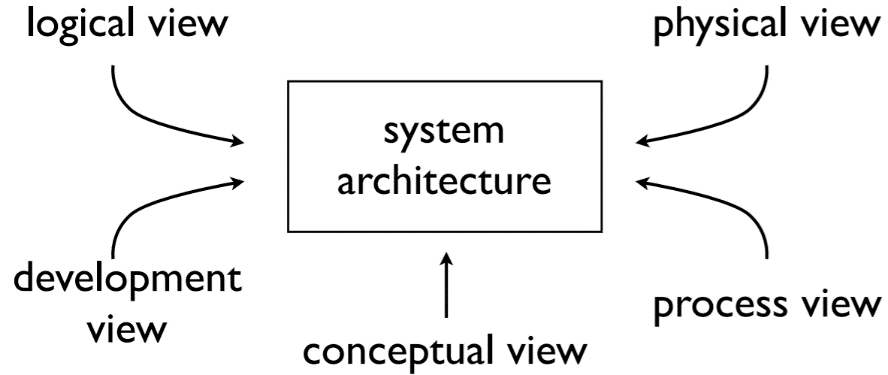 logical view
physical view
system
architecture
development
view
process view
conceptual view